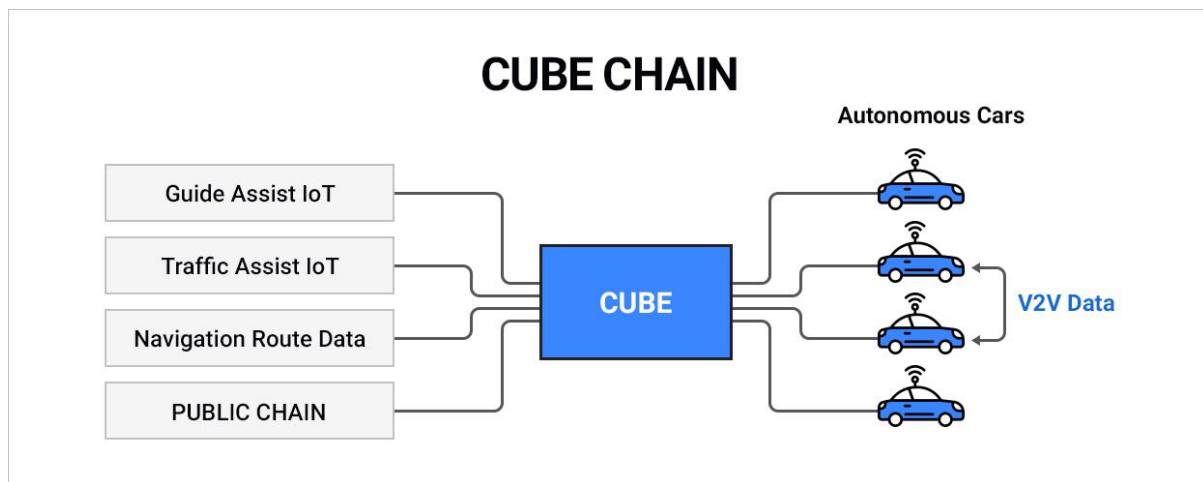 CUBE CHAIN
Autonomous Cars
Guide Assist IoT
Traffic Assist IoT
Navigation Route Data
PUBLIC CHAIN
CUBE
V2V Data